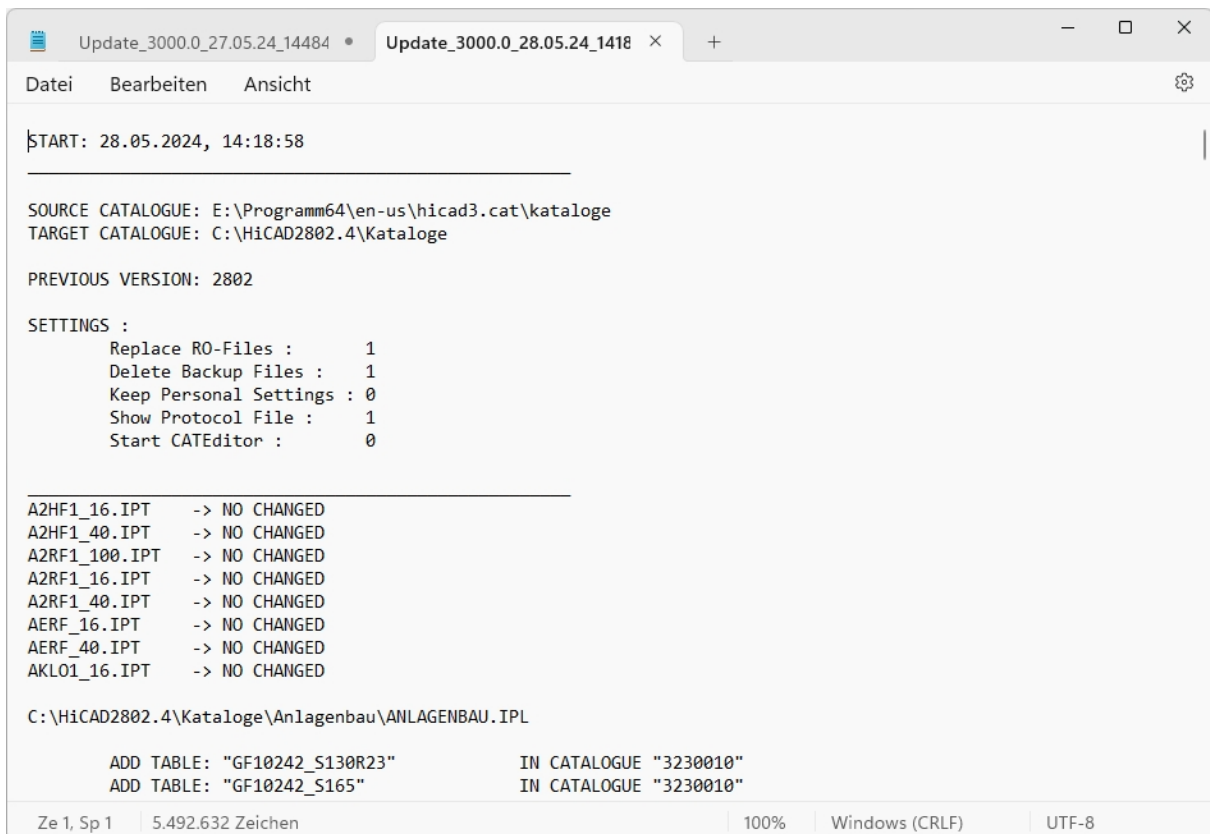 Update_3000.0_27.05.24_14484 Update_3000.0_28.05.24_1418
Datei Bearbeiten Ansicht
START: 28.05.2024, 14:18:58
SOURCE CATALOGUE: E:\Programm64\en-us\hicad3.cat\kataloge
TARGET CATALOGUE: C:\HiCAD2802.4\Kataloge
PREVIOUS VERSION: 2802
SETTINGS :
Replace RO-Files : 1
Delete Backup Files : 1
Keep Personal Settings : 0
Show Protocol File : 1
Start CATEditor : 0
A2HF1_16.IPT -> NO CHANGED
A2HF1_40.IPT -> NO CHANGED
A2RF1_100.IPT -> NO CHANGED
A2RF1_16.IPT -> NO CHANGED
A2RF1_40.IPT -> NO CHANGED
AERF_16.IPT -> NO CHANGED
AERF_40.IPT -> NO CHANGED
AKLO1_16.IPT -> NO CHANGED
C:\HiCAD2802.4\Kataloge\Anlagenbau\ANLAGENBAU.IPL
ADD TABLE: "GF10242_S130R23" IN CATALOGUE "3230010"
ADD TABLE: "GF10242_S165" IN CATALOGUE "3230010"
Ze 1, Sp 1 5.492.632 Zeichen 100% Windows (CRLF) UTF-8